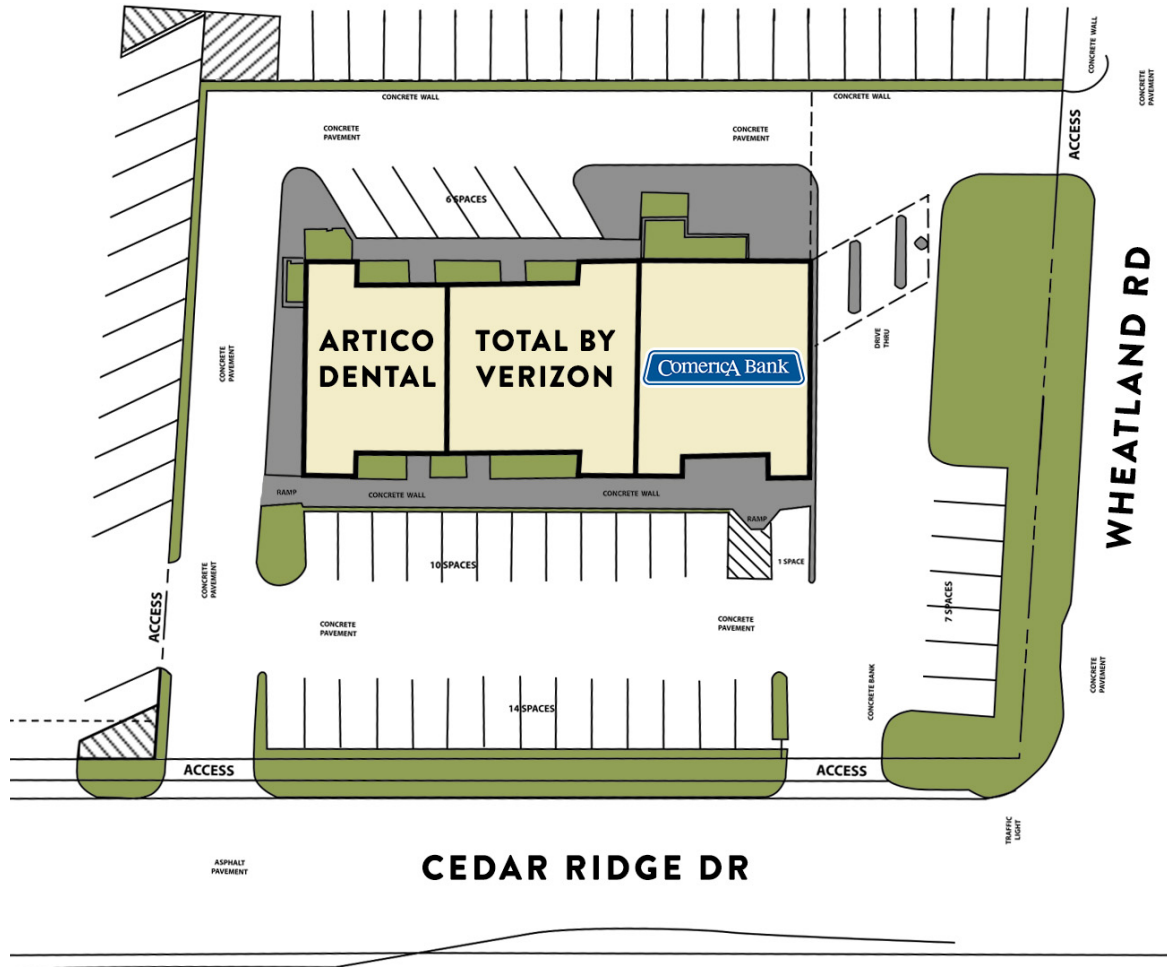 CONCRETE WALL
CONCRETE
PAVEMENT
CONCRETE WALL
CONCRETE WALL
ACCESS
CONCRETE
PAVEMENT
CONCRETE
PAVEMENT
6 SPACES
ARTICO
DENTAL
TOTAL BY
VERIZON
ComericA Bank
DRIVE
THRU
WHEATLAND RD
CONCRETE
PAVEMENT
RAMP
CONCRETE WALL
CONCRETE WALL
RAMP
10 SPACES
1 SPACE
CONCRETE
PAVEMENT
7 SPACES
ACCESS
CONCRETE
PAVEMENT
CONCRETE
PAVEMENT
CONCRETE
PAVEMENT
CONCRETE BANK
14 SPACES
ACCESS
ACCESS
TRAFFIC
LIGHT
ASPHALT
PAVEMENT
CEDAR RIDGE DR